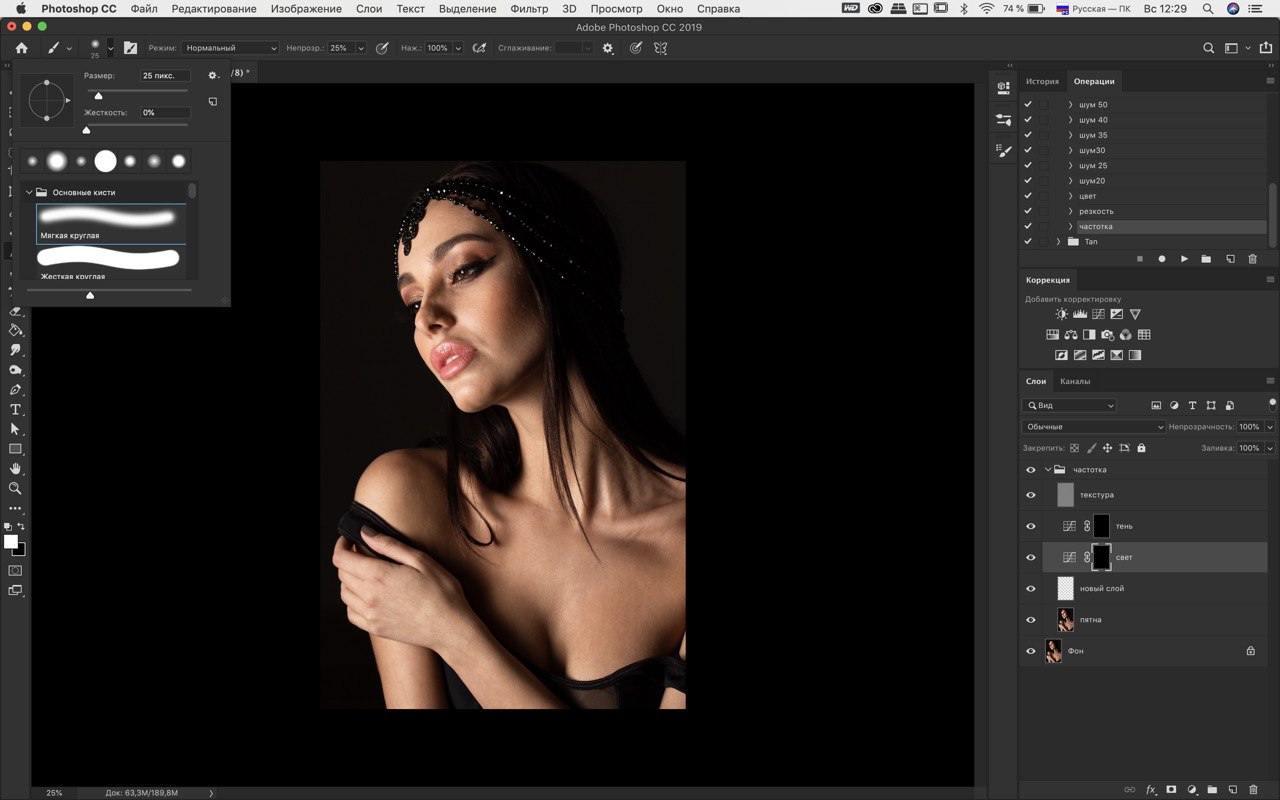 Photoshop CC Файл Редактирование Изображение Слои Текст Выделение Фильтр 3D Просмотр Окно Справка 74 % Русская — ПК Вс 12:29
Adobe Photoshop CC 2019
25 Режим: Нормальный Непрозр.: 25% Наж.: 100% Сглаживание:
/8) *
Размер: 25 пикс.
Жесткость: 0%
Основные кисти
Мягкая круглая
Жесткая круглая
История Операции
шум 50
шум 40
шум 35
шум30
шум 25
шум20
цвет
резкость
частотка
Tan
Коррекция
Добавить корректировку
Слои Каналы
Вид
Обычные Непрозрачность: 100%
Закрепить: Заливка: 100%
частотка
текстура
тень
свет
новый слой
пятна
Фон
25% Док: 63,3M/189,8M